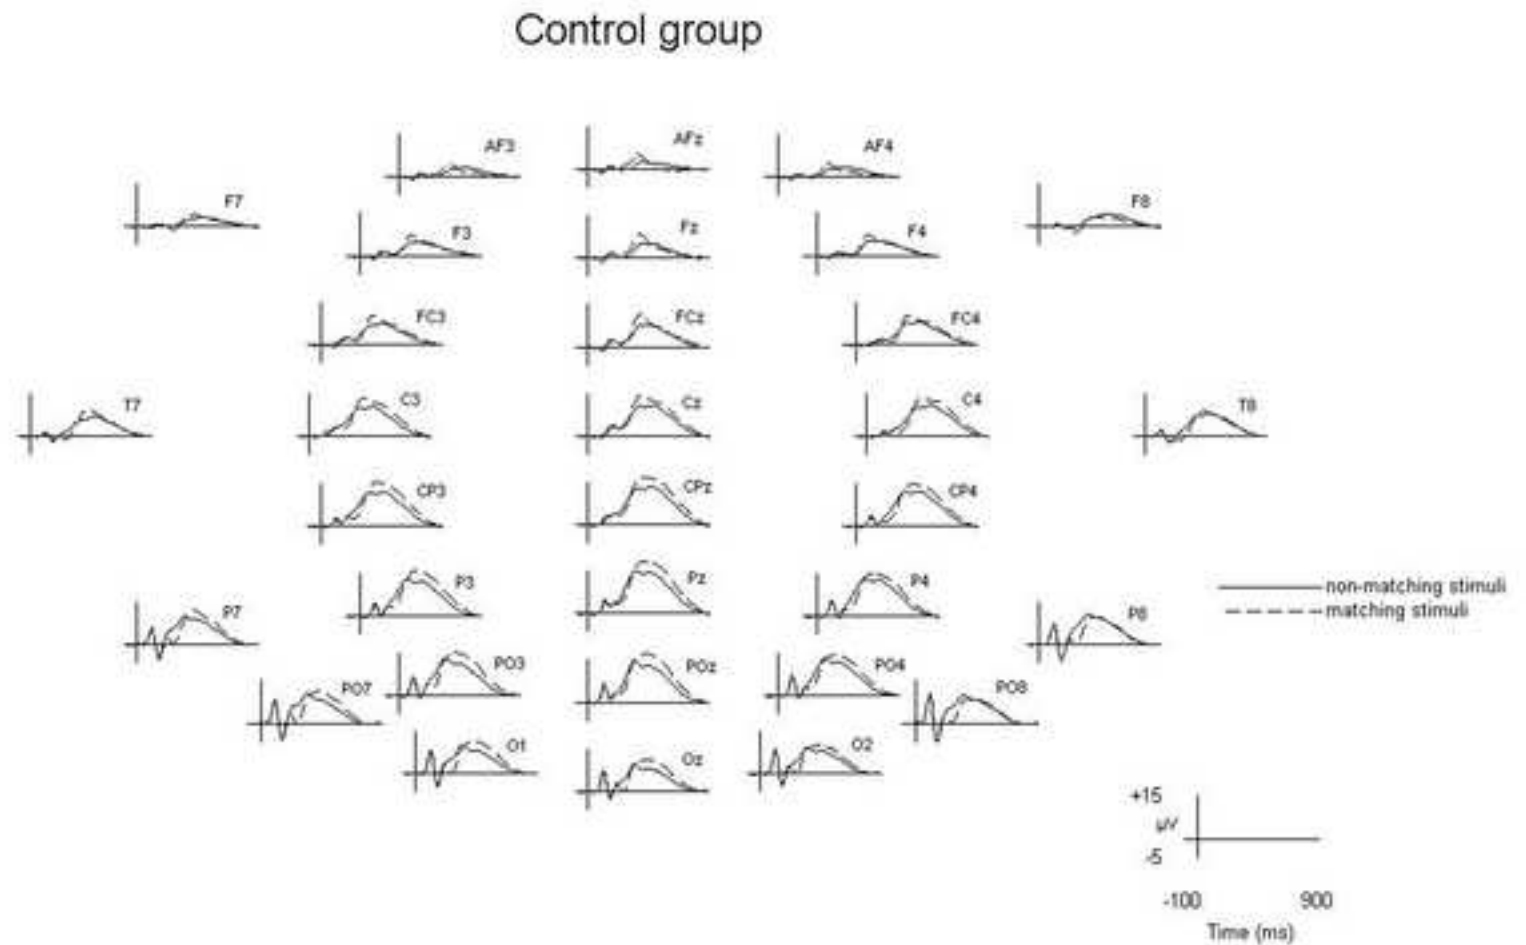 Control group
AF3
AFz
AF4
F7
F3
Fz
F4
F8
FC3
FCz
FC4
T7
C3
Cz
C4
T8
CP3
CPz
CP4
P7
P3
Pz
P4
P8
non-matching stimuli
matching stimuli
PO7
PO3
POz
PO4
PO8
O1
Oz
O2
+15
µV
-5
-100 900
Time (ms)